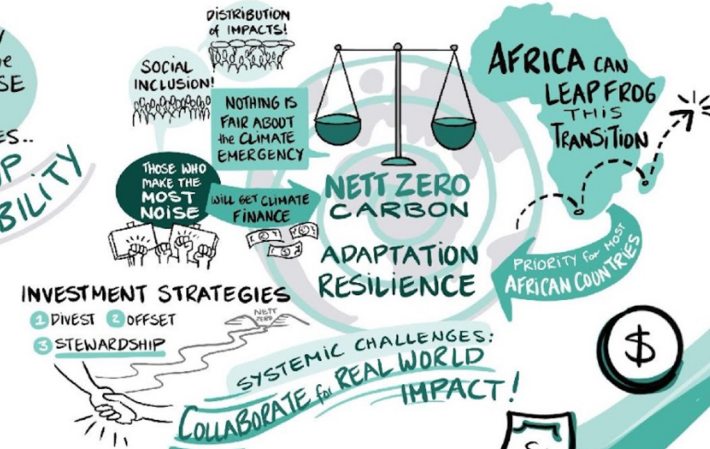 SE
ES..
UP
BILITY
DISTRIBUTION
of IMPACTS!
SOCIAL
INCLUSION!
NOTHING IS
FAIR ABOUT
the CLIMATE
EMERGENCY
THOSE WHO
MAKE THE
MOST
NOISE
WILL GET CLIMATE
FINANCE
NETT ZERO
CARBON
ADAPTATION
RESILIENCE
AFRICA CAN
LEAPFROG
THIS
TRANSITION
PRIORITY for MOST
AFRICAN COUNTRIES
INVESTMENT STRATEGIES
1 DIVEST 2 OFFSET
3 STEWARDSHIP
NETT
ZERO
SYSTEMIC CHALLENGES:
COLLABORATE for REAL WORLD
IMPACT!
$